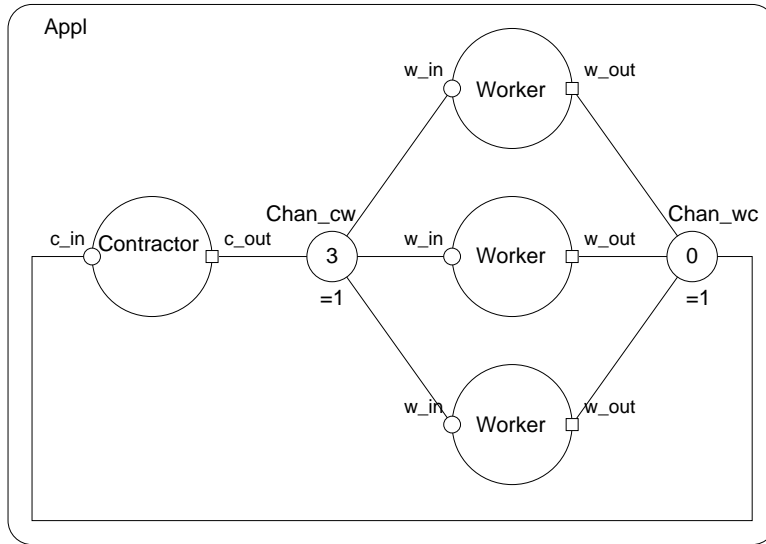 Appl
w_in
Worker
w_out
Chan_cw
Chan_wc
c_in
Contractor
c_out
3
w_in
Worker
w_out
0
=1
=1
w_in
Worker
w_out